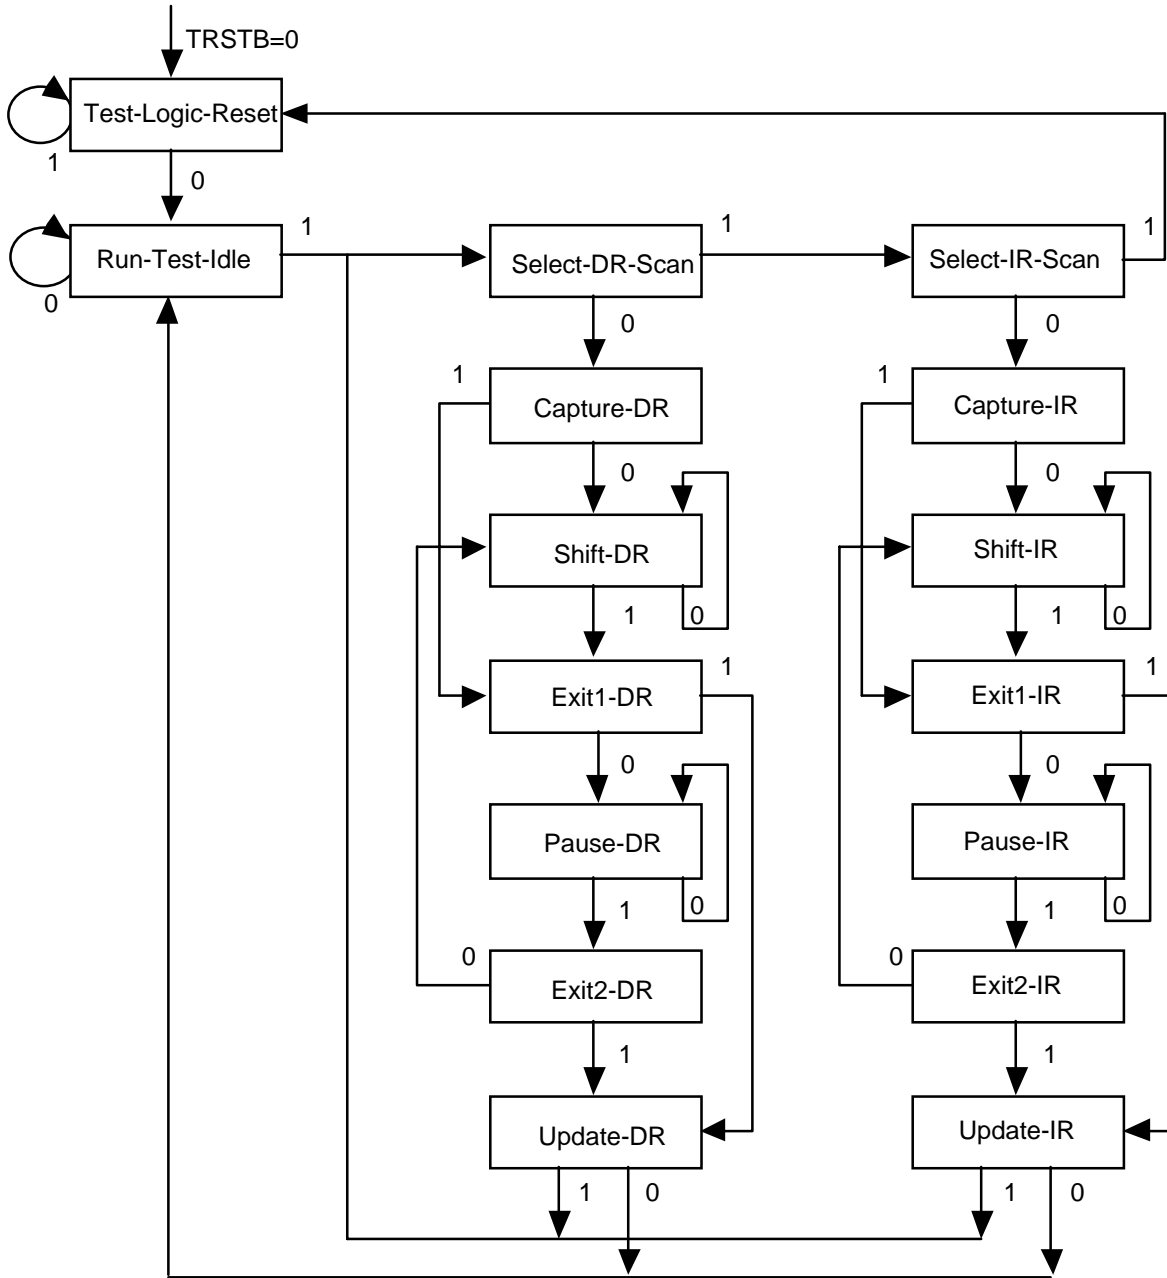 TRSTB=0
Test-Logic-Reset
1
0
Run-Test-Idle
0
1
Select-DR-Scan
1
Select-IR-Scan
1
0
0
1
Capture-DR
1
Capture-IR
0
0
Shift-DR
Shift-IR
1
0
1
0
Exit1-DR
1
Exit1-IR
1
0
0
Pause-DR
Pause-IR
1
0
1
0
0
Exit2-DR
0
Exit2-IR
1
1
Update-DR
Update-IR
1
0
1
0